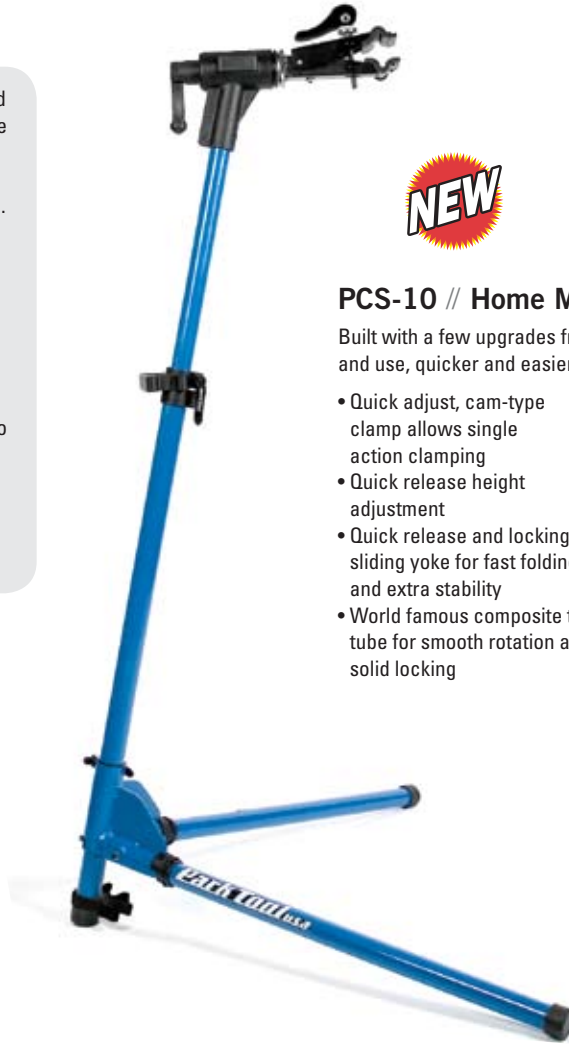 d
e
.
o
NEW
PCS-10 // Home M
Built with a few upgrades fr
and use, quicker and easier
• Quick adjust, cam-type
clamp allows single
action clamping
• Quick release height
adjustment
• Quick release and locking
sliding yoke for fast folding
and extra stability
• World famous composite t
tube for smooth rotation a
solid locking
Park Tool USA